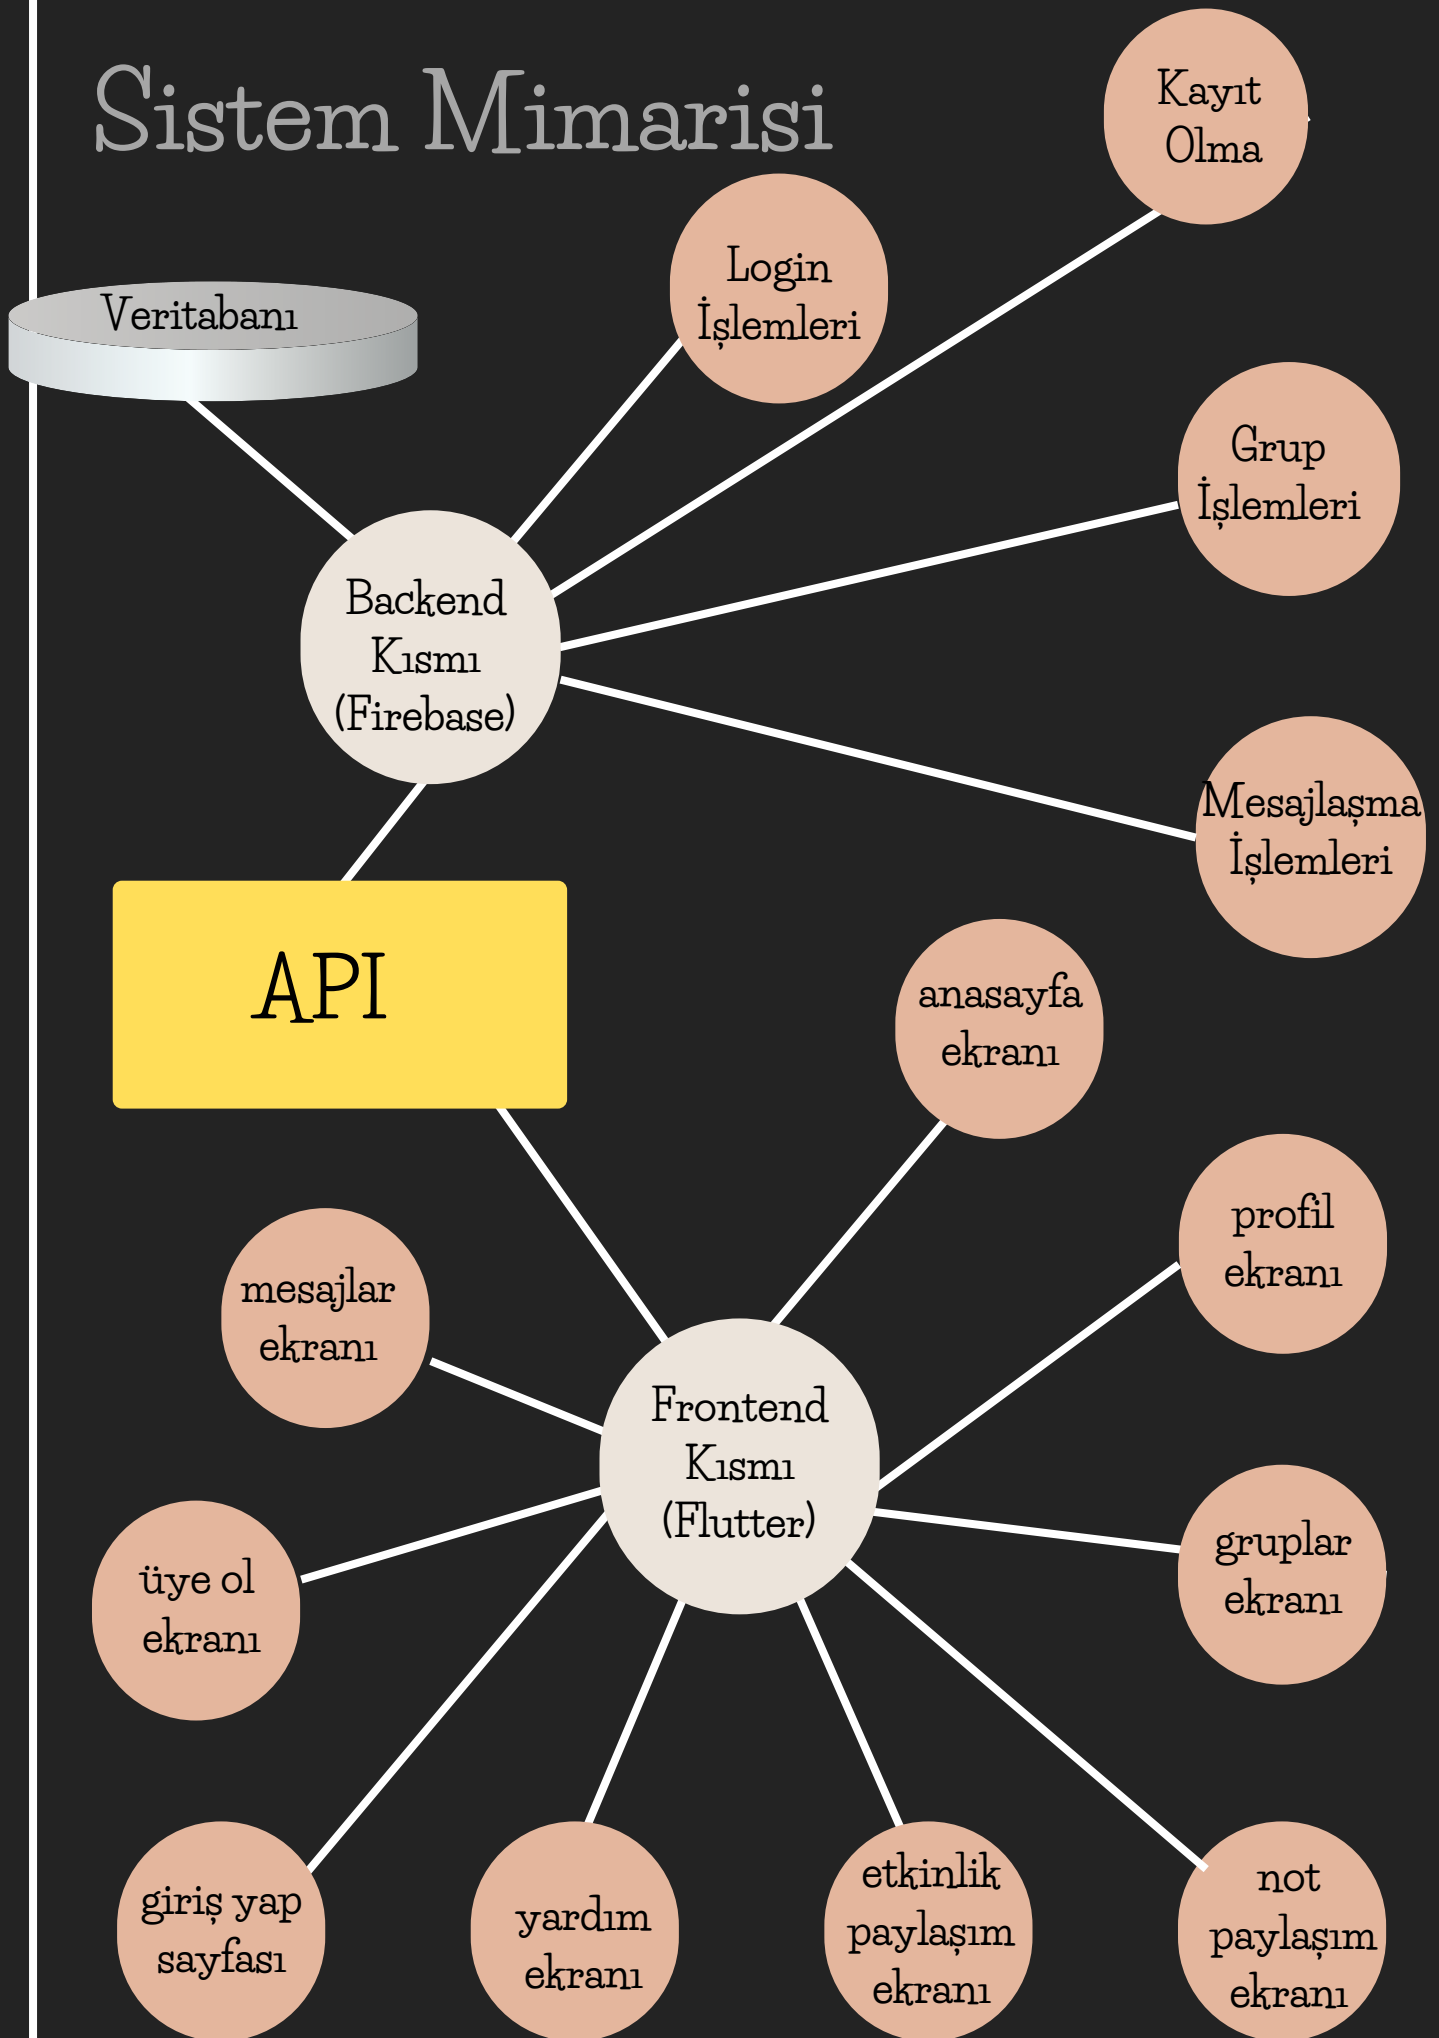 Sistem Mimarisi
Kayıt
Olma
Login
İşlemleri
Veritabanı
Grup
İşlemleri
Backend
Kısmı
(Firebase)
Mesajlaşma
İşlemleri
API
anasayfa
ekranı
profil
ekranı
mesajlar
ekranı
Frontend
Kısmı
(Flutter)
gruplar
ekranı
üye ol
ekranı
giriş yap
sayfası
yardım
ekranı
etkinlik
paylaşım
ekranı
not
paylaşım
ekranı